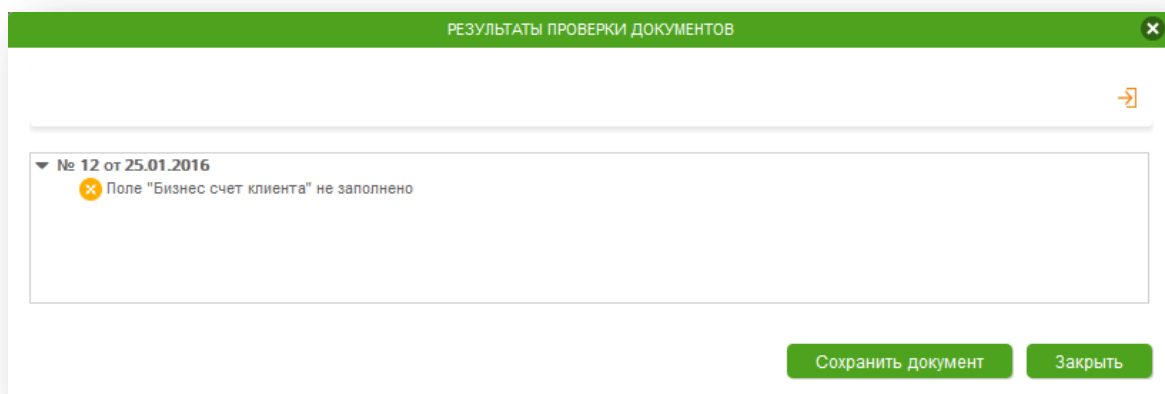 РЕЗУЛЬТАТЫ ПРОВЕРКИ ДОКУМЕНТОВ
№ 12 от 25.01.2016
Поле "Бизнес счет клиента" не заполнено
Сохранить документ
Закрыть